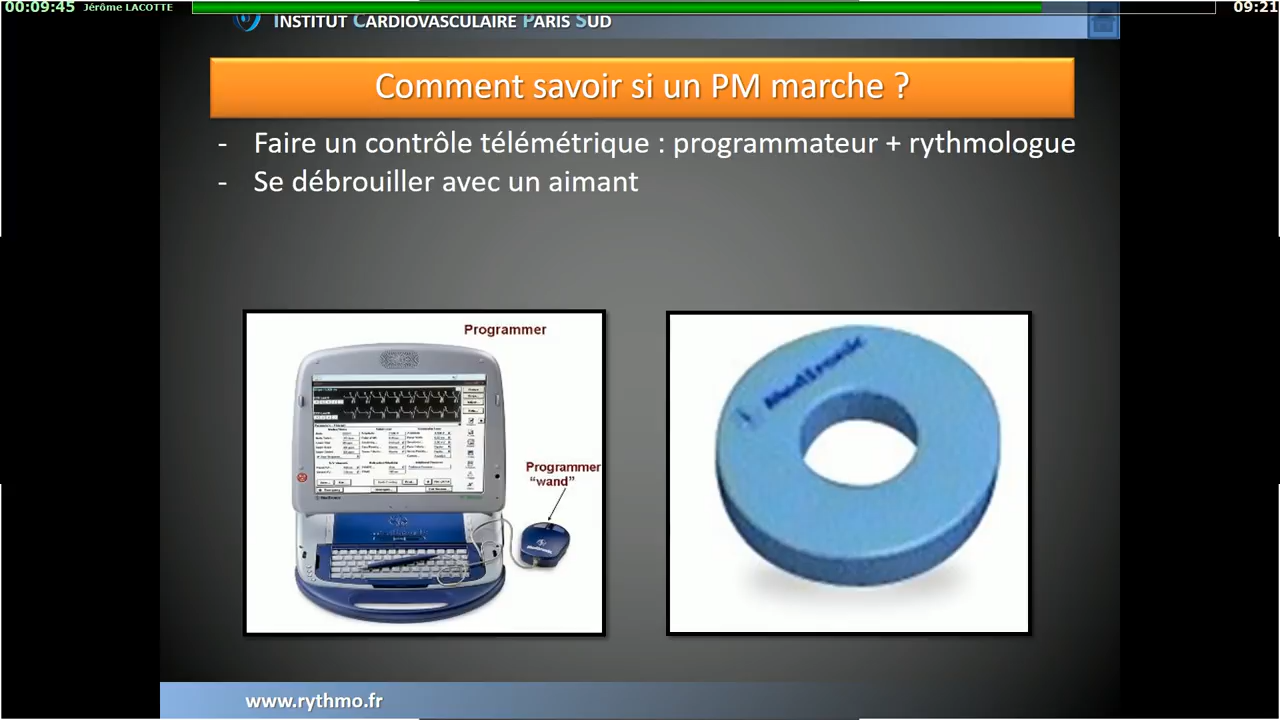 00:09:45 Jérôme LACOTTE
09:21
INSTITUT CARDIOVASCULAIRE PARIS SUD
Comment savoir si un PM marche ?
- Faire un contrôle télémétrique : programmateur + rythmologue
- Se débrouiller avec un aimant
Programmer
Programmer
“wand”
Medtronic
www.rythmo.fr